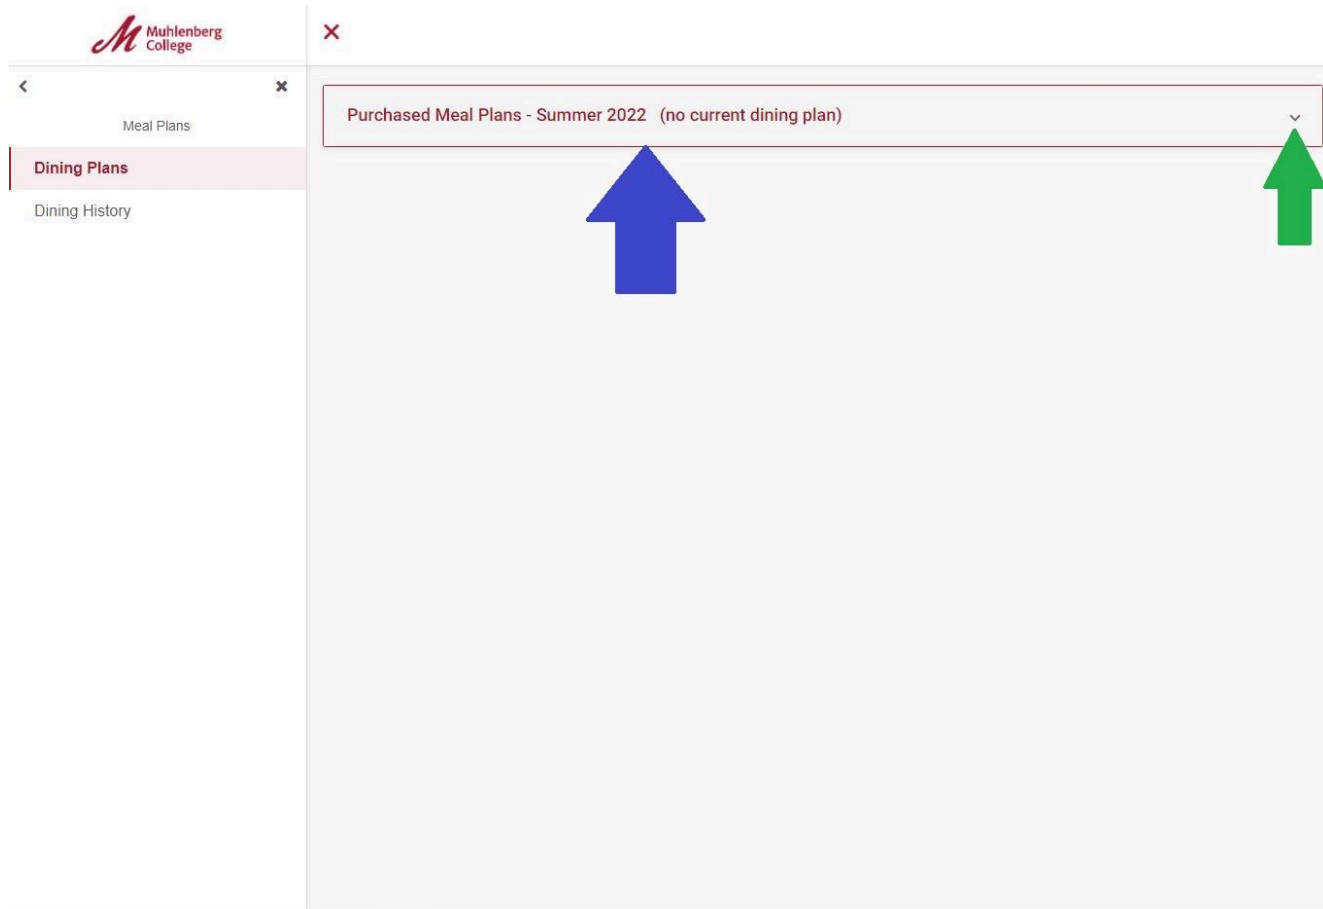 Muhlenberg
College
Meal Plans
Dining Plans
Dining History
Purchased Meal Plans - Summer 2022 (no current dining plan)